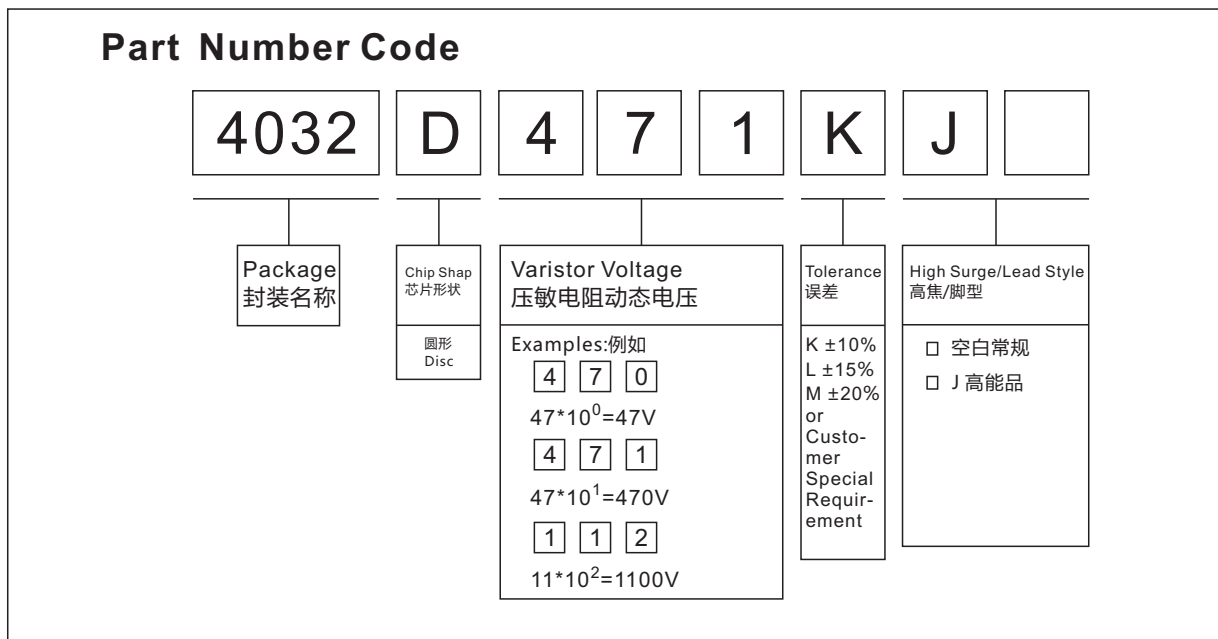 Part Number Code
4032 D 4 7 1 K J
Package
封装名称
Chip Shap
芯片形状
圆形
Disc
Varistor Voltage
压敏电阻动态电压
Examples:例如
4 7 0
47*10⁰=47V
4 7 1
47*10¹=470V
1 1 2
11*10²=1100V
Tolerance
误差
K ±10%
L ±15%
M ±20%
or
Custo-
mer
Special
Requir-
ement
High Surge/Lead Style
高焦/脚型
□ 空白常规
□ J 高能品